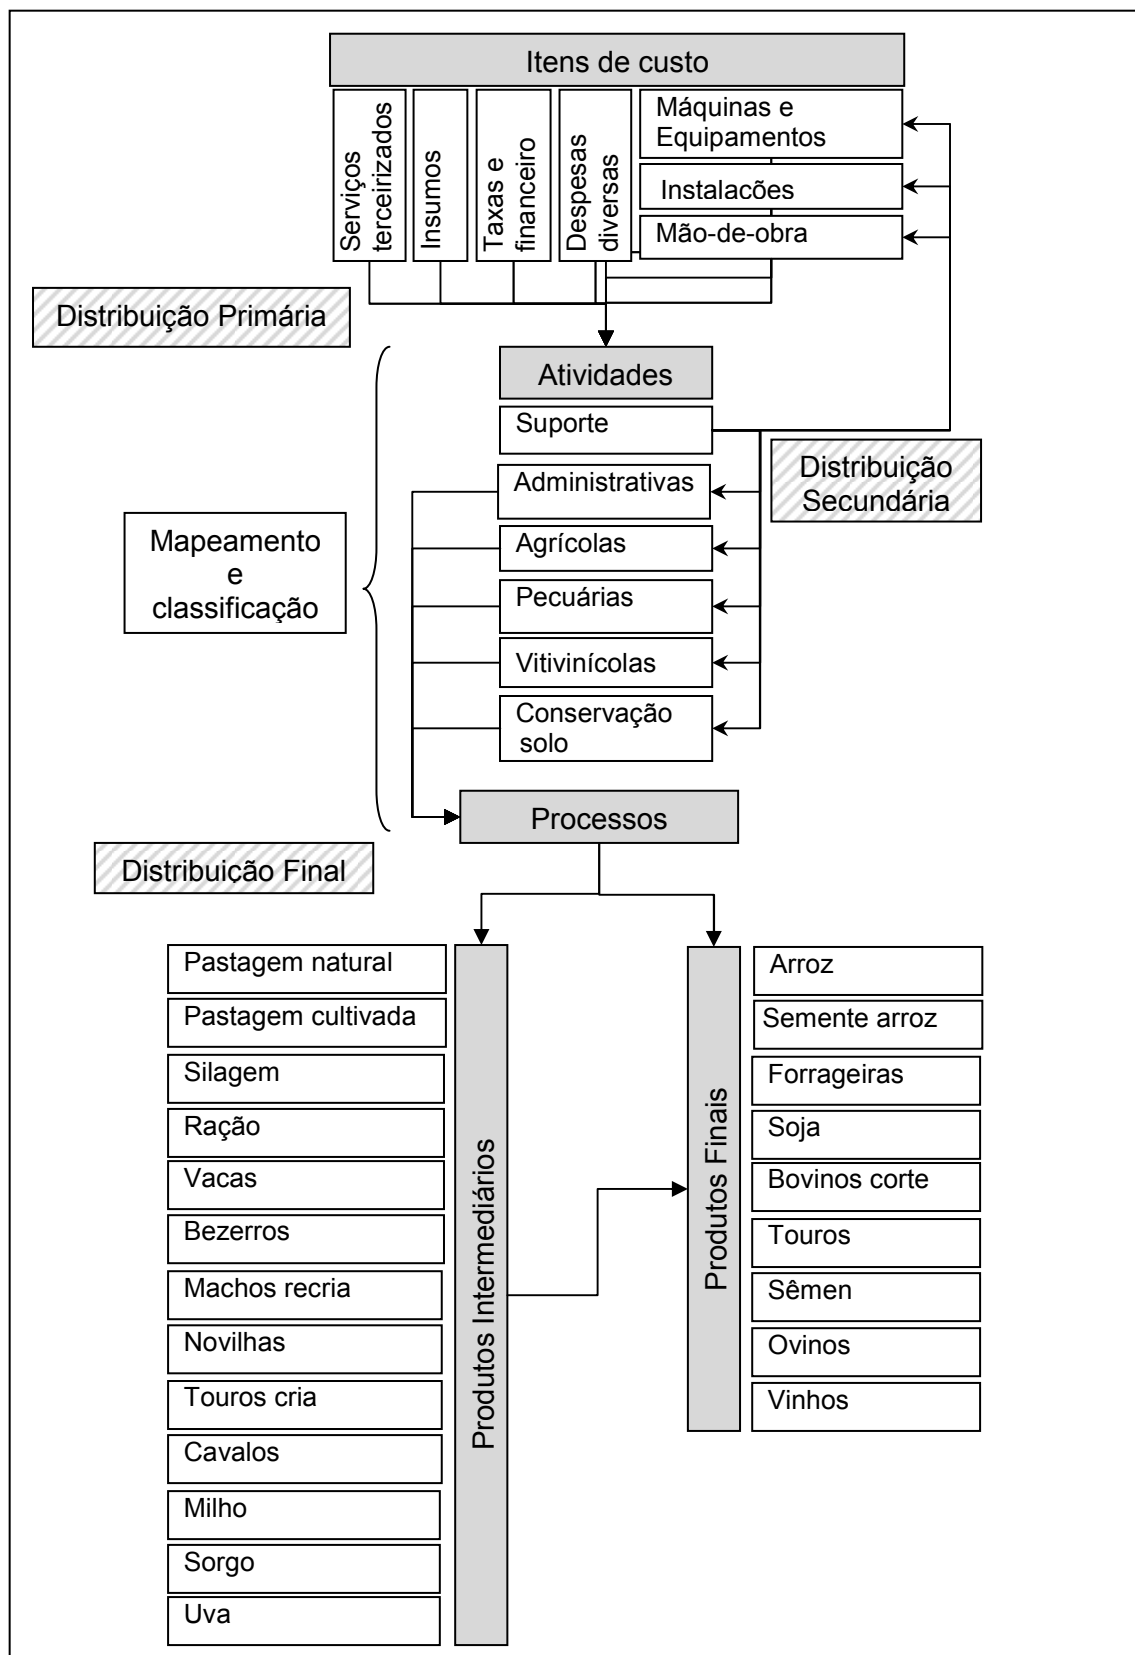 Itens de custo
Serviços
terceirizados
Insumos
Taxas e
financeiro
Despesas
diversas
Máquinas e
Equipamentos
Instalacões
Mão-de-obra
Distribuição Primária
Atividades
Suporte
Distribuição
Secundária
Administrativas
Agrícolas
Mapeamento
e
classificação
Pecuárias
Vitivinícolas
Conservação
solo
Processos
Distribuição Final
Pastagem natural
Pastagem cultivada
Silagem
Ração
Vacas
Bezerros
Machos recria
Novilhas
Touros cria
Cavalos
Milho
Sorgo
Uva
Produtos Intermediários
Produtos Finais
Arroz
Semente arroz
Forrageiras
Soja
Bovinos corte
Touros
Sêmen
Ovinos
Vinhos